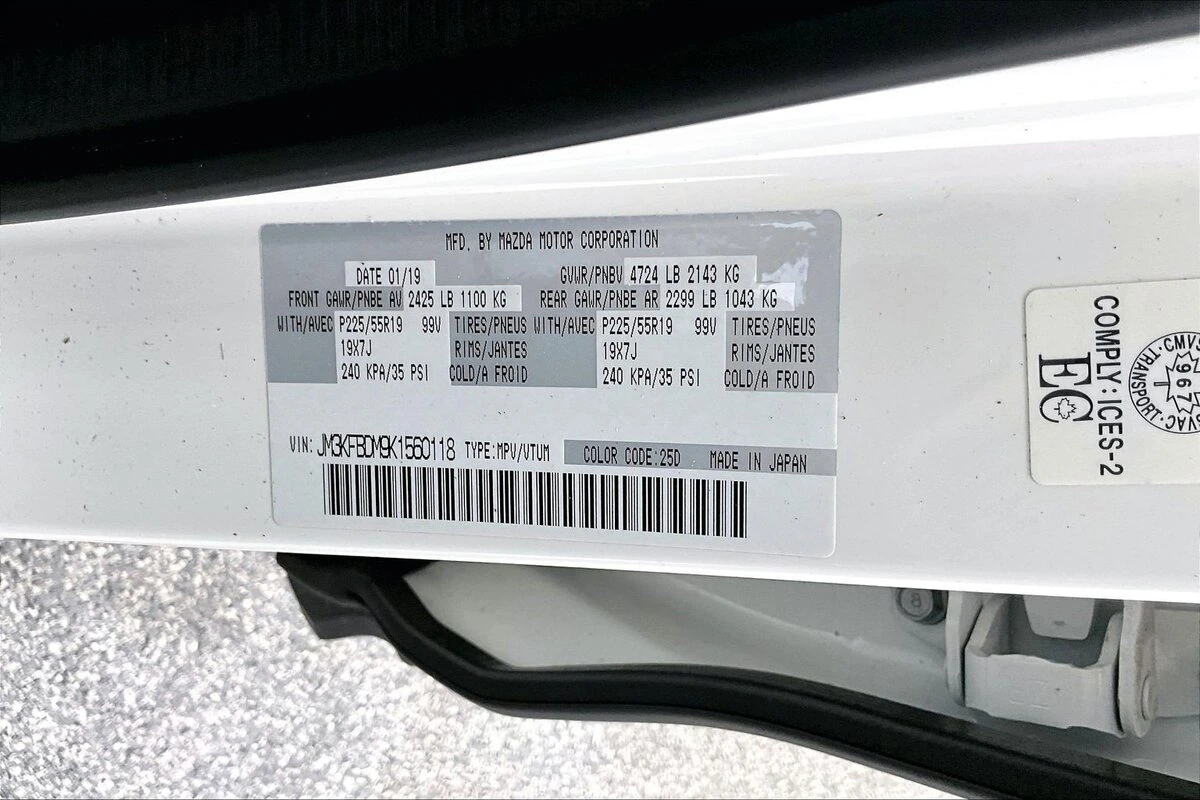 MFD. BY MAZDA MOTOR CORPORATION
DATE 01/19 GVWR/PNBV 4724 LB 2143 KG
FRONT GAWR/PNBE AV 2425 LB 1100 KG REAR GAWR/PNBE AR 2299 LB 1043 KG
WITH/AVEC P225/55R19 99V TIRES/PNEUS WITH/AVEC P225/55R19 99V TIRES/PNEUS
19X7J RIMS/JANTES 19X7J RIMS/JANTES
240 KPA/35 PSI COLD/A FROID 240 KPA/35 PSI COLD/A FROID
VIN: JM3KFBDM9K1560118 TYPE:MPV/VTUM COLOR CODE:25D MADE IN JAPAN
COMPLY: ICES-2
EC
TRANSPORT
967
8